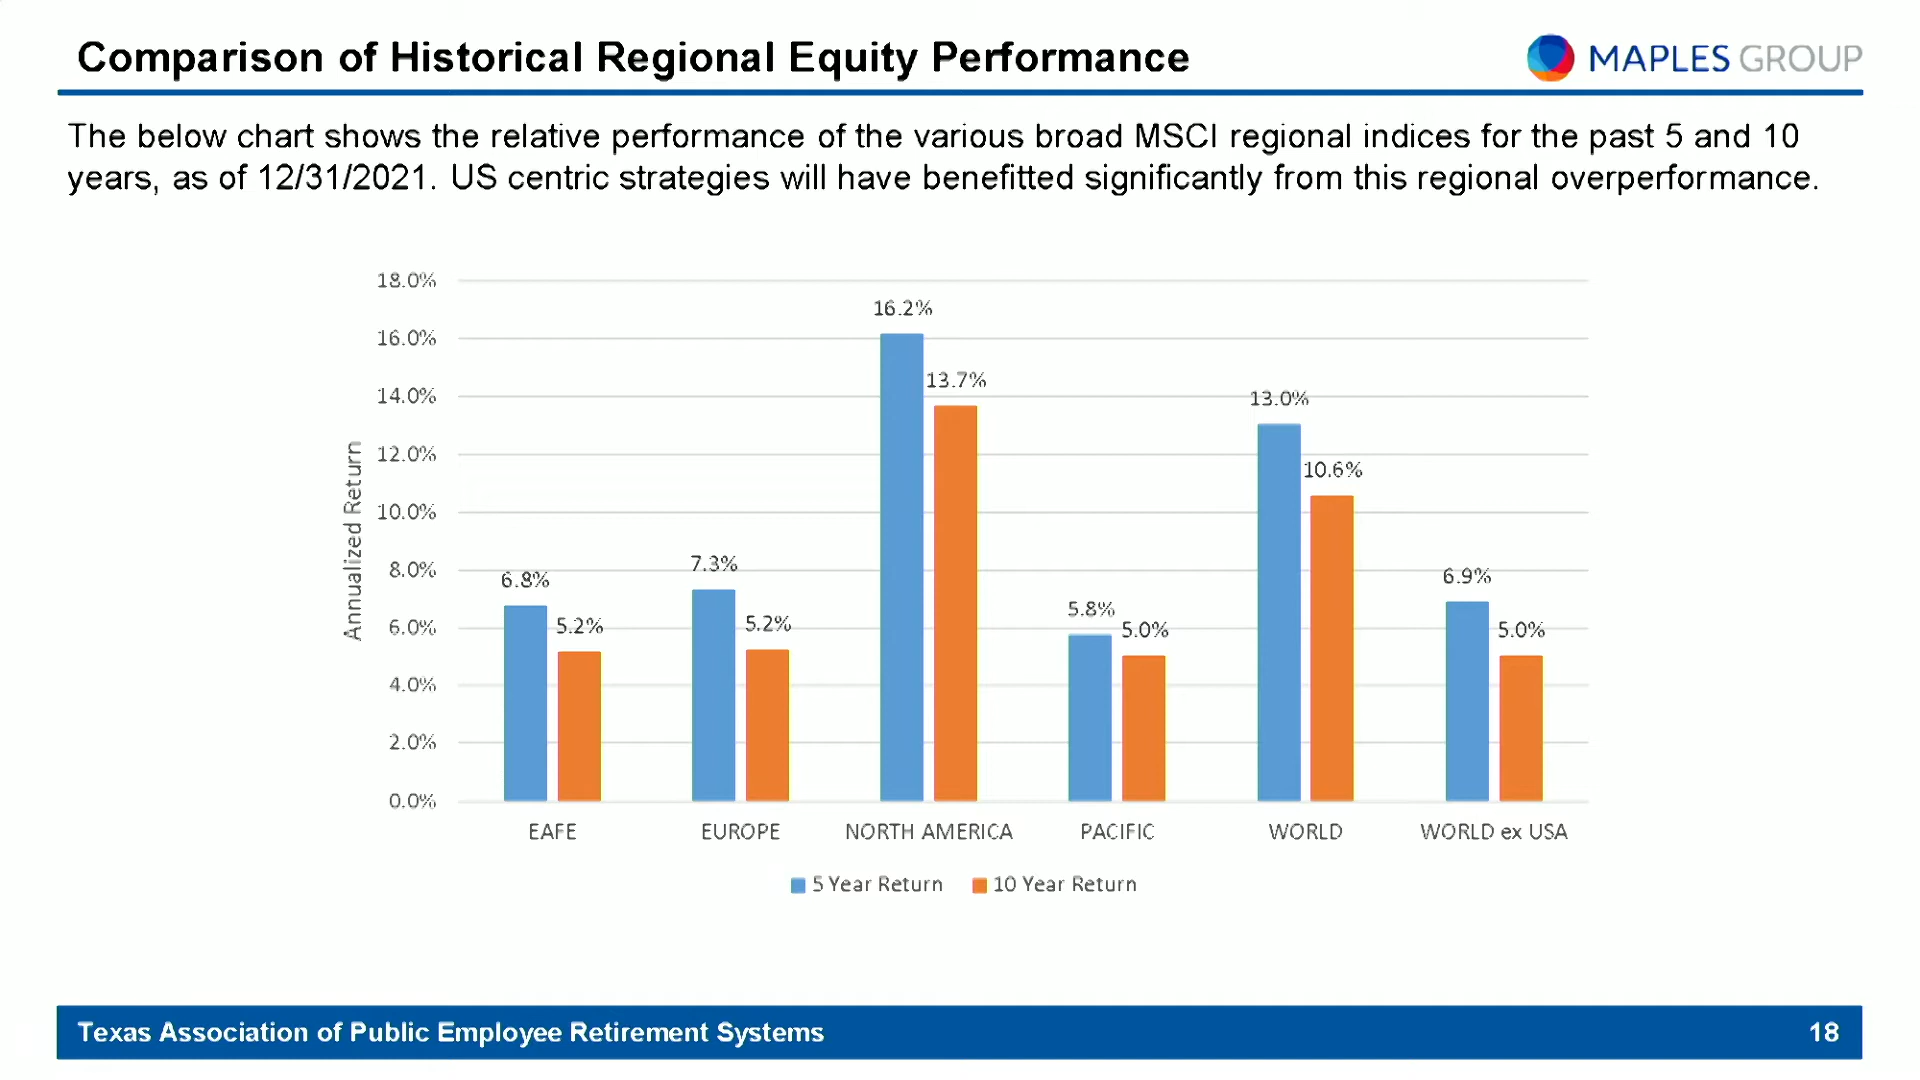 Comparison of Historical Regional Equity Performance
MAPLES GROUP
The below chart shows the relative performance of the various broad MSCI regional indices for the past 5 and 10
years, as of 12/31/2021. US centric strategies will have benefitted significantly from this regional overperformance.
Annualized Return
18.0%
16.0%
14.0%
12.0%
10.0%
8.0%
6.0%
4.0%
2.0%
0.0%
6.8%
5.2%
7.3%
5.2%
16.2%
13.7%
5.8%
5.0%
13.0%
10.6%
6.9%
5.0%
EAFE
EUROPE
NORTH AMERICA
PACIFIC
WORLD
WORLD ex USA
5 Year Return
10 Year Return
Texas Association of Public Employee Retirement Systems
18